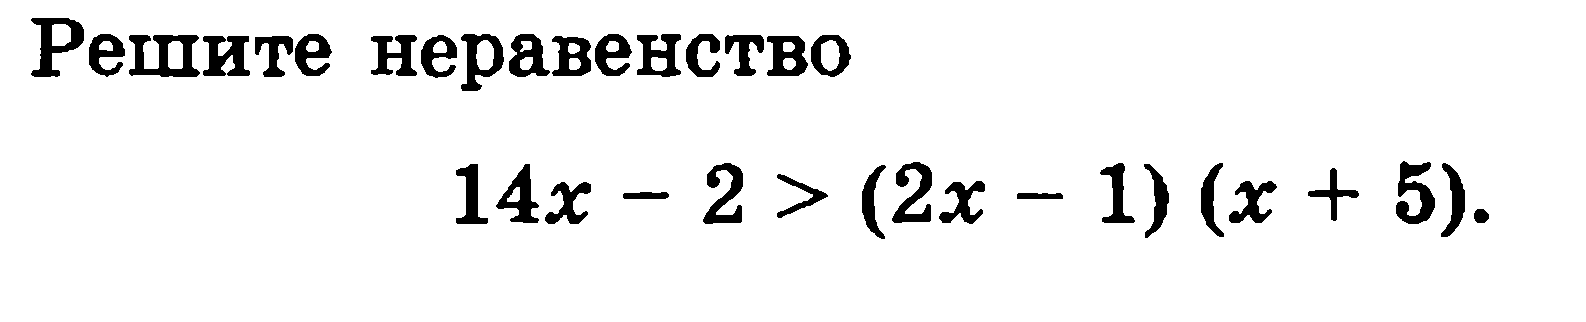 Решите неравенство
14x − 2 > (2x − 1) (x + 5).